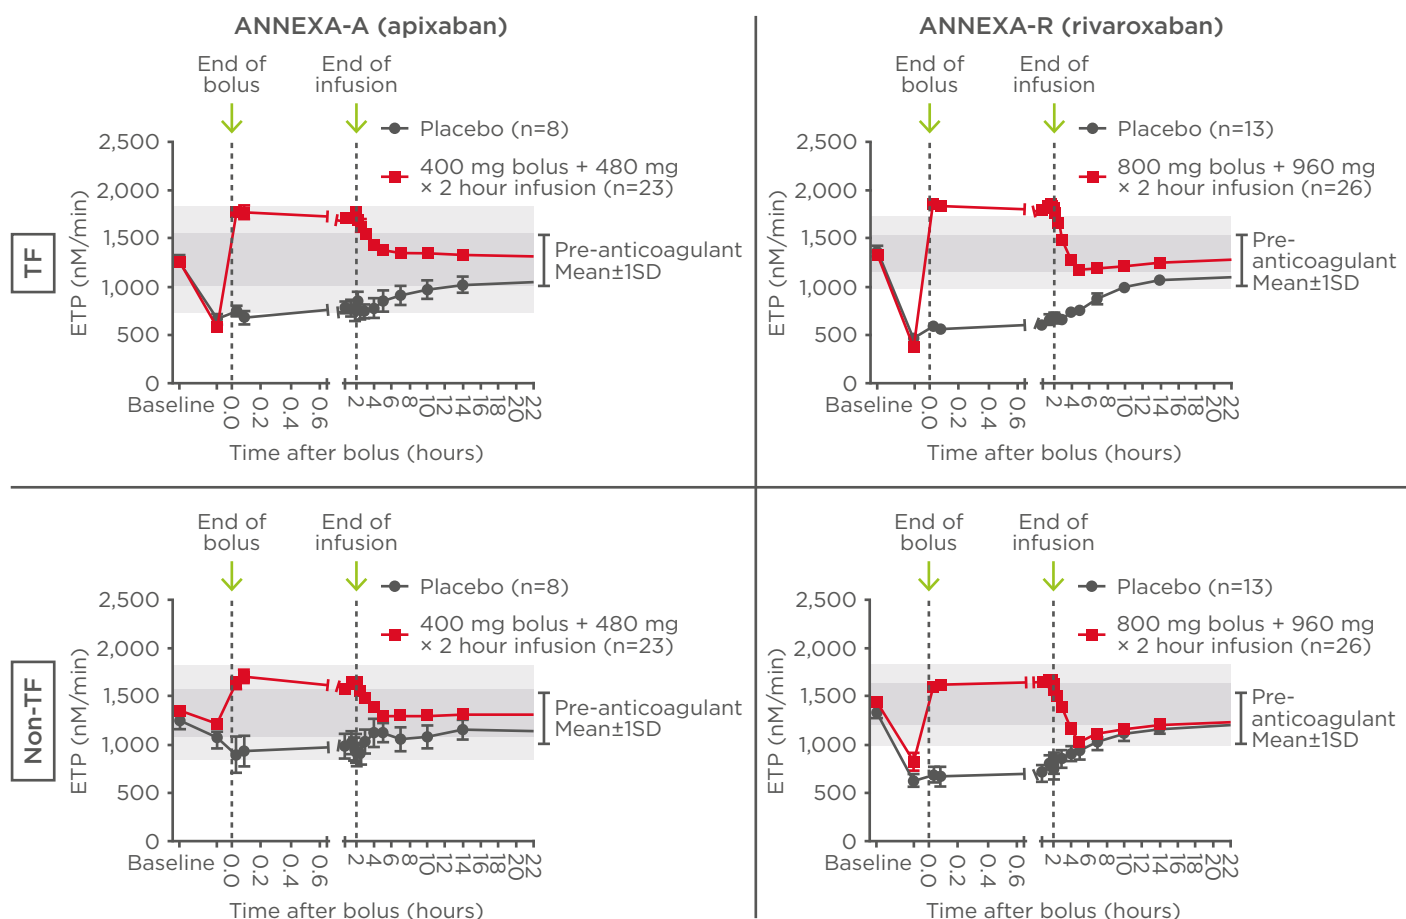 ANNEXA-A (apixaban)
End of
bolus
End of
infusion
Placebo (n=8)
400 mg bolus + 480 mg
× 2 hour infusion (n=23)
TF
ETP (nM/min)
2,500
2,000
1,500
1,000
500
0
Pre-anticoagulant
Mean±1SD
Baseline 0.0 0.2 0.4 0.6 2 4 6 8 10 12 14 16 18 20 22
Time after bolus (hours)
ANNEXA-R (rivaroxaban)
End of
bolus
End of
infusion
Placebo (n=13)
800 mg bolus + 960 mg
× 2 hour infusion (n=26)
ETP (nM/min)
2,500
2,000
1,500
1,000
500
0
Pre-
anticoagulant
Mean±1SD
Baseline 0.0 0.2 0.4 0.6 2 4 6 8 10 12 14 16 18 20 22
Time after bolus (hours)
End of
bolus
End of
infusion
Placebo (n=8)
400 mg bolus + 480 mg
× 2 hour infusion (n=23)
Non-TF
ETP (nM/min)
2,500
2,000
1,500
1,000
500
0
Pre-anticoagulant
Mean±1SD
Baseline 0.0 0.2 0.4 0.6 2 4 6 8 10 12 14 16 18 20 22
Time after bolus (hours)
End of
bolus
End of
infusion
Placebo (n=13)
800 mg bolus + 960 mg
× 2 hour infusion (n=26)
ETP (nM/min)
2,500
2,000
1,500
1,000
500
0
Pre-
anticoagulant
Mean±1SD
Baseline 0.0 0.2 0.4 0.6 2 4 6 8 10 12 14 16 18 20 22
Time after bolus (hours)